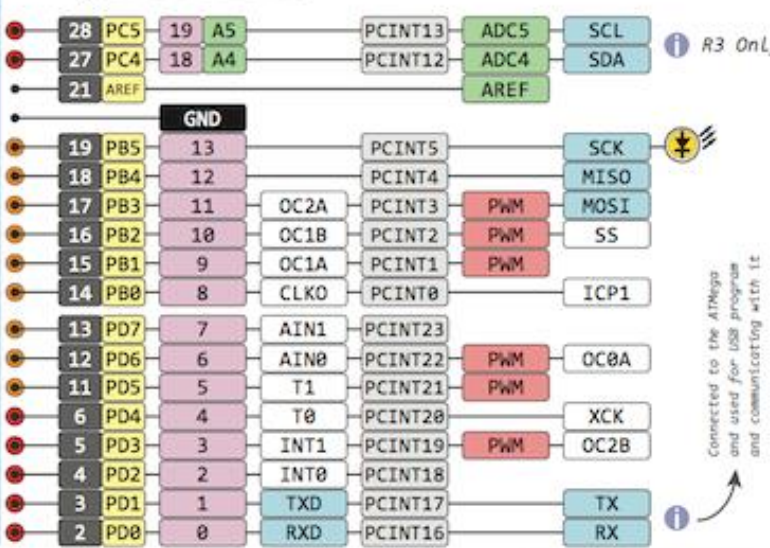 28 PC5 19 A5 PCINT13 ADC5 SCL
27 PC4 18 A4 PCINT12 ADC4 SDA
R3 Onl
21 AREF AREF
GND
19 PB5 13 PCINT5 SCK
18 PB4 12 PCINT4 MISO
17 PB3 11 OC2A PCINT3 PWM MOSI
16 PB2 10 OC1B PCINT2 PWM SS
15 PB1 9 OC1A PCINT1 PWM
14 PB0 8 CLKO PCINT0 ICP1
13 PD7 7 AIN1 PCINT23
12 PD6 6 AIN0 PCINT22 PWM OC0A
11 PD5 5 T1 PCINT21 PWM
6 PD4 4 T0 PCINT20 XCK
5 PD3 3 INT1 PCINT19 PWM OC2B
4 PD2 2 INT0 PCINT18
3 PD1 1 TXD PCINT17 TX
2 PD0 0 RXD PCINT16 RX
Connected to the ATMega
and used for USB program
and communicating with it